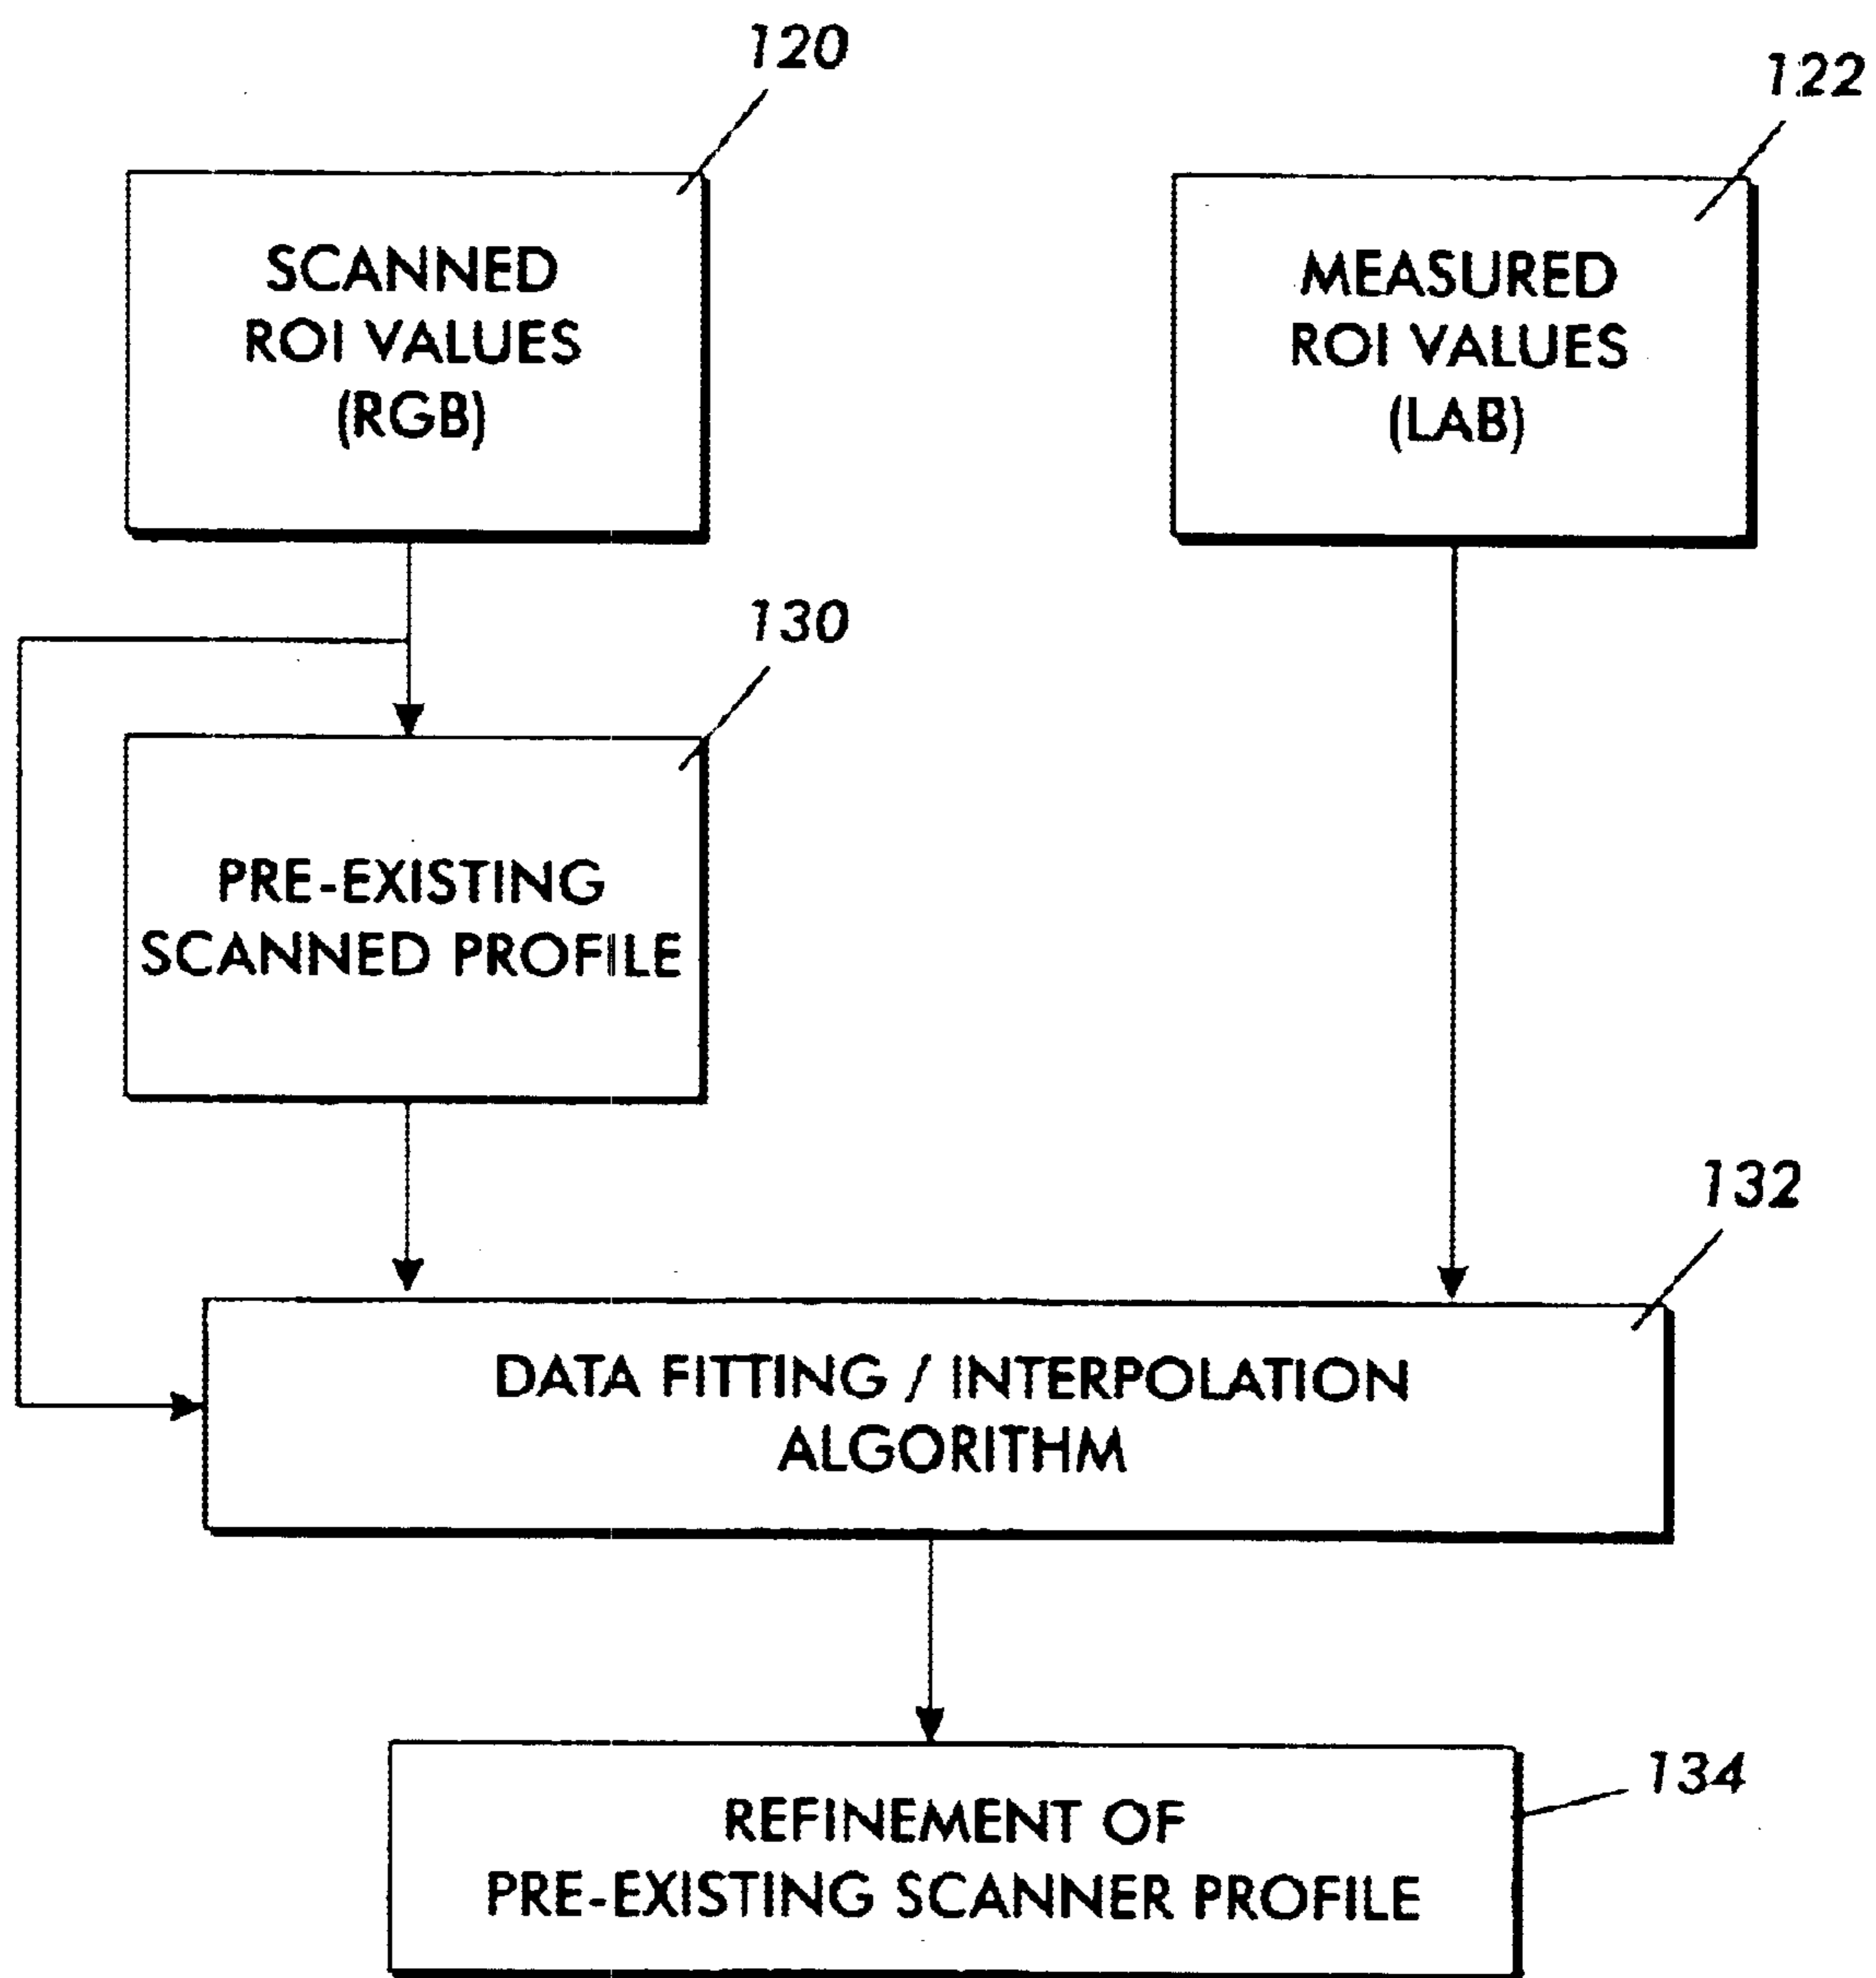 120
122
SCANNED
ROI VALUES
(RGB)
MEASURED
ROI VALUES
(LAB)
130
PRE-EXISTING
SCANNED PROFILE
132
DATA FITTING / INTERPOLATION
ALGORITHM
134
REFINEMENT OF
PRE-EXISTING SCANNER PROFILE